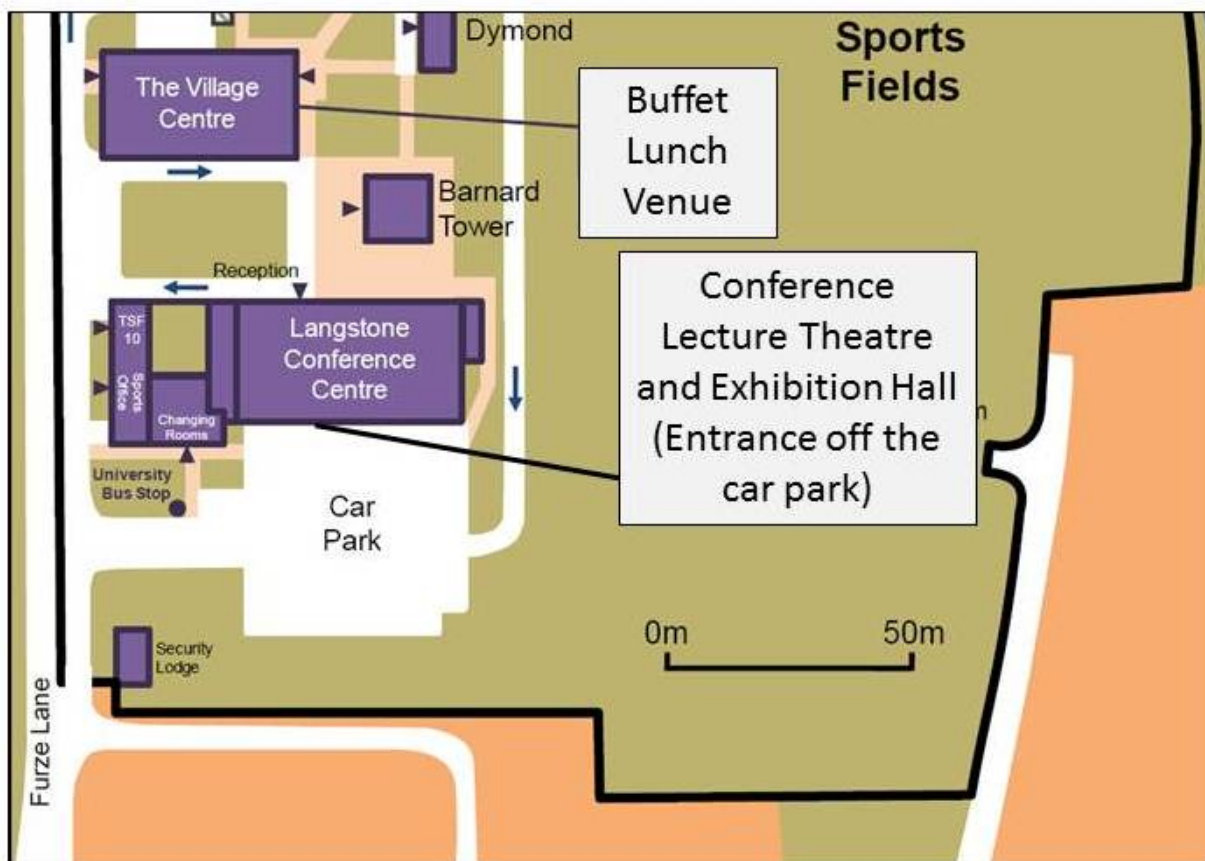 Dymond
Sports
Fields
The Village
Centre
Buffet
Lunch
Venue
Barnard
Tower
Reception
Conference
Lecture Theatre
and Exhibition Hall
(Entrance off the
car park)
m
TSF
10
Sports
Office
Langstone
Conference
Centre
Changing
Rooms
University
Bus Stop
Car
Park
0m 50m
Security
Lodge
Furze Lane